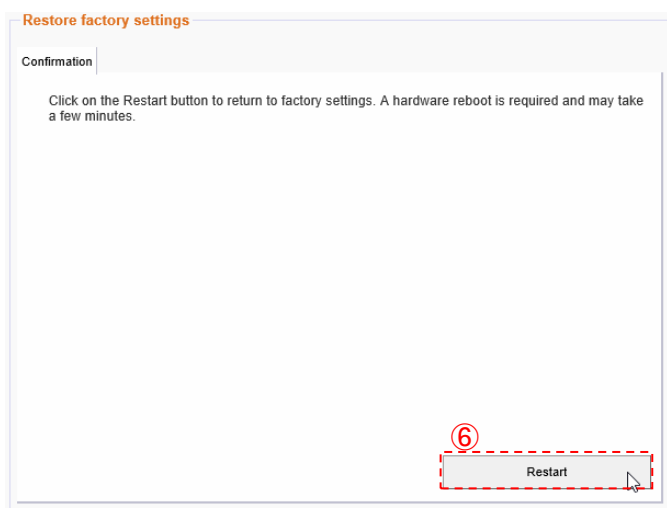 Restore factory settings
Confirmation
Click on the Restart button to return to factory settings. A hardware reboot is required and may take
a few minutes.
⑥
Restart